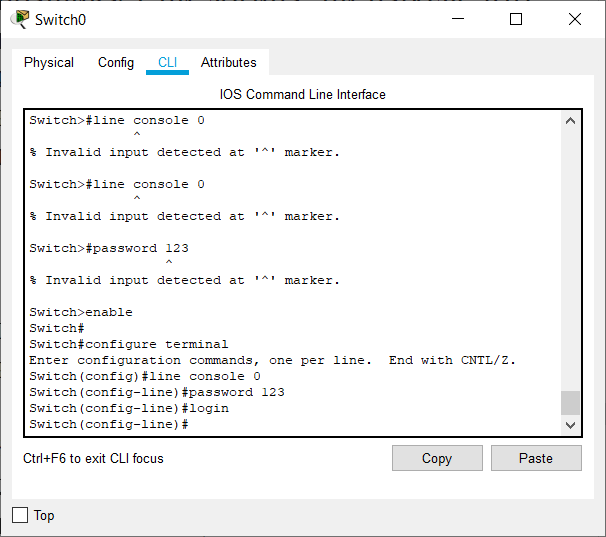 Switch0
Physical Config CLI Attributes
IOS Command Line Interface
Switch>#line console 0
^
% Invalid input detected at '^' marker.
Switch>#line console 0
^
% Invalid input detected at '^' marker.
Switch>#password 123
^
% Invalid input detected at '^' marker.
Switch>enable
Switch#
Switch#configure terminal
Enter configuration commands, one per line.  End with CNTL/Z.
Switch(config)#line console 0
Switch(config-line)#password 123
Switch(config-line)#login
Switch(config-line)#
Ctrl+F6 to exit CLI focus Copy Paste
Top